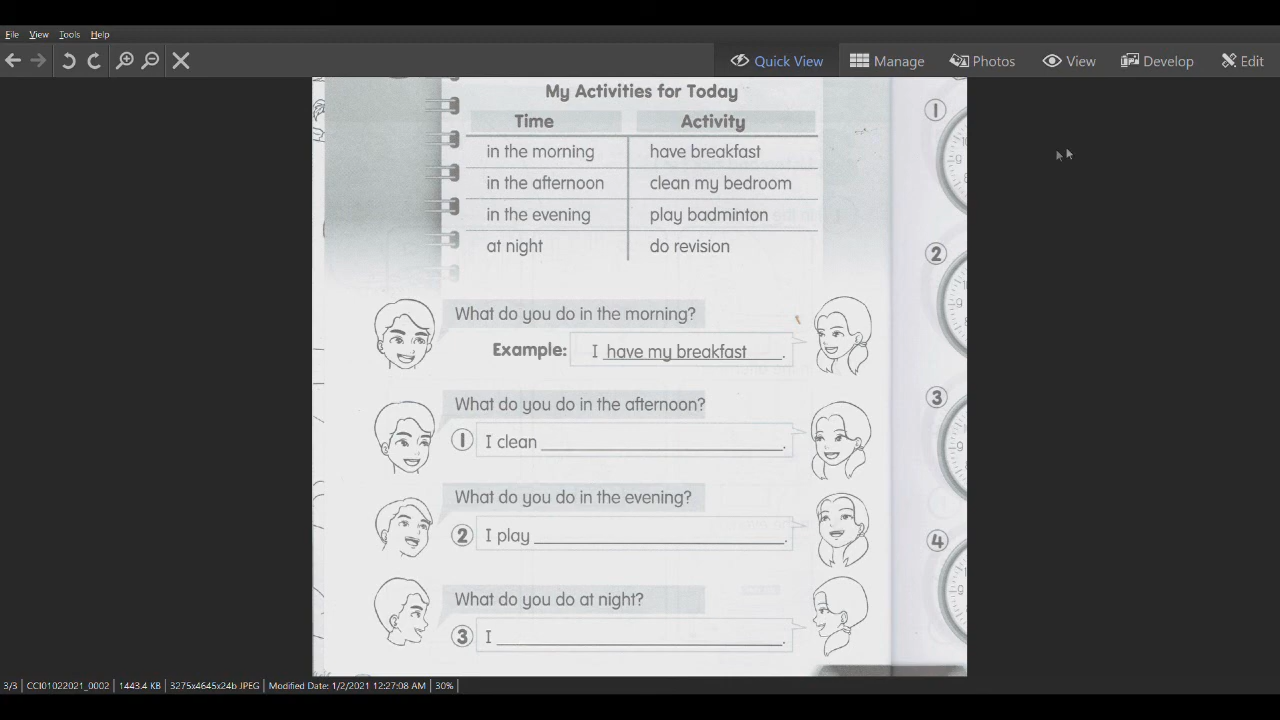 File View Tools Help
Quick View Manage Photos View Develop Edit
My Activities for Today
Time Activity
in the morning have breakfast
in the afternoon clean my bedroom
in the evening play badminton
at night do revision
What do you do in the morning?
Example: I have my breakfast.
What do you do in the afternoon?
1 I clean ____.
What do you do in the evening?
2 I play ____.
What do you do at night?
3 I ____.
1
2
3
4
3/3 CCI01022021_0002 1443.4 KB 3275x4645x24b JPEG Modified Date: 1/2/2021 12:27:08 AM 30%